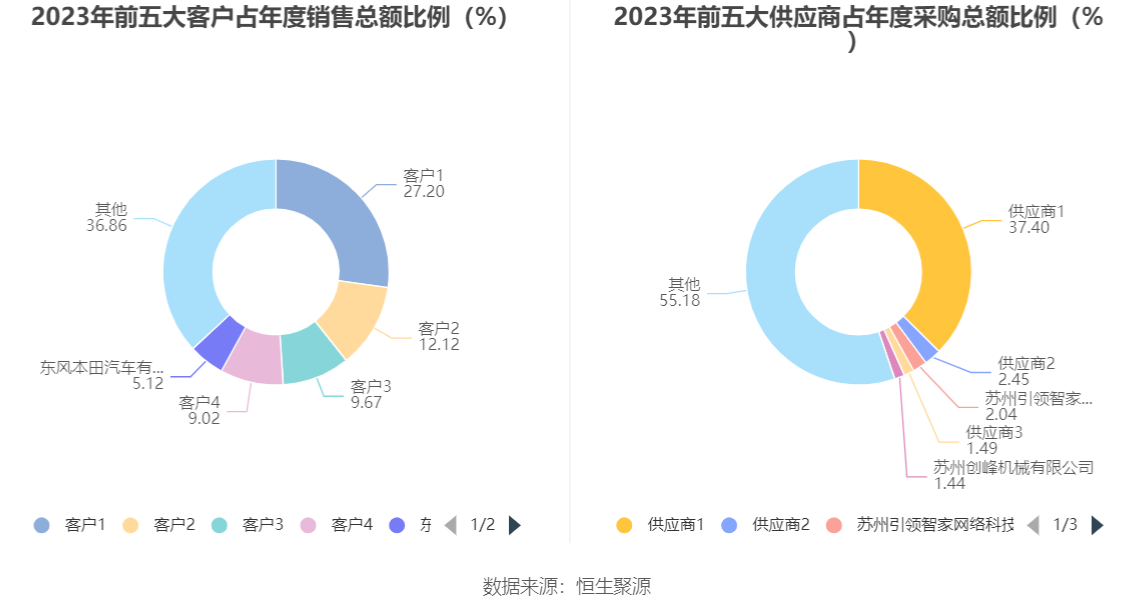 2023年前五大客户占年度销售总额比例（%）
其他
36.86
客户1
27.20
客户2
12.12
客户3
9.67
客户4
9.02
东风本田汽车有...
5.12
客户1
客户2
客户3
客户4
1/2
2023年前五大供应商占年度采购总额比例（%
）
供应商1
37.40
其他
55.18
供应商2
2.45
苏州引领智家...
2.04
供应商3
1.49
苏州创峰机械有限公司
1.44
供应商1
供应商2
苏州引领智家网络科技
1/3
数据来源：恒生聚源